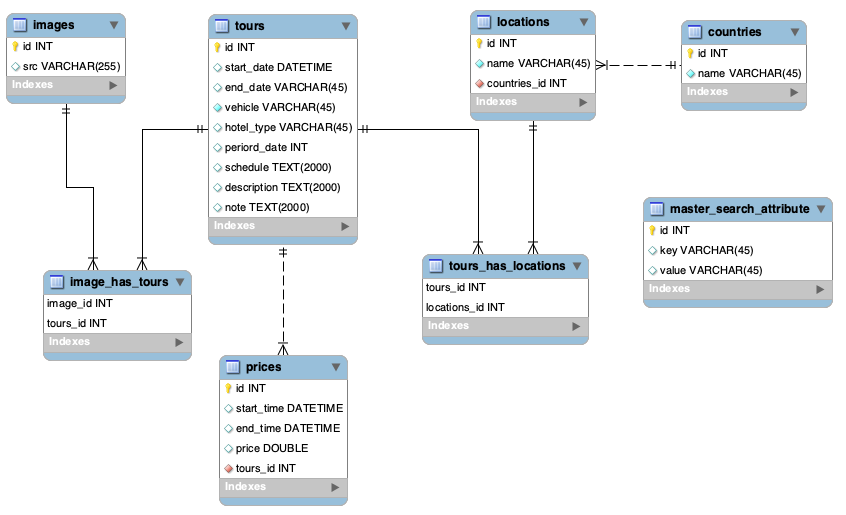 images
id INT
src VARCHAR(255)
Indexes
tours
id INT
start_date DATETIME
end_date VARCHAR(45)
vehicle VARCHAR(45)
hotel_type VARCHAR(45)
periord_date INT
schedule TEXT(2000)
description TEXT(2000)
note TEXT(2000)
Indexes
locations
id INT
name VARCHAR(45)
countries_id INT
Indexes
countries
id INT
name VARCHAR(45)
Indexes
master_search_attribute
id INT
key VARCHAR(45)
value VARCHAR(45)
Indexes
image_has_tours
image_id INT
tours_id INT
Indexes
tours_has_locations
tours_id INT
locations_id INT
Indexes
prices
id INT
start_time DATETIME
end_time DATETIME
price DOUBLE
tours_id INT
Indexes